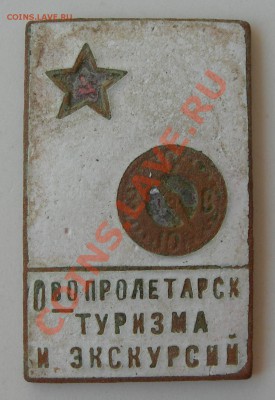 COINS.LAVE.RU
С
Ю
ОВО ПРОЛЕТАРСК
ТУРИЗМА
И ЭКСКУРСИЙ
COINS.LAVE.RU